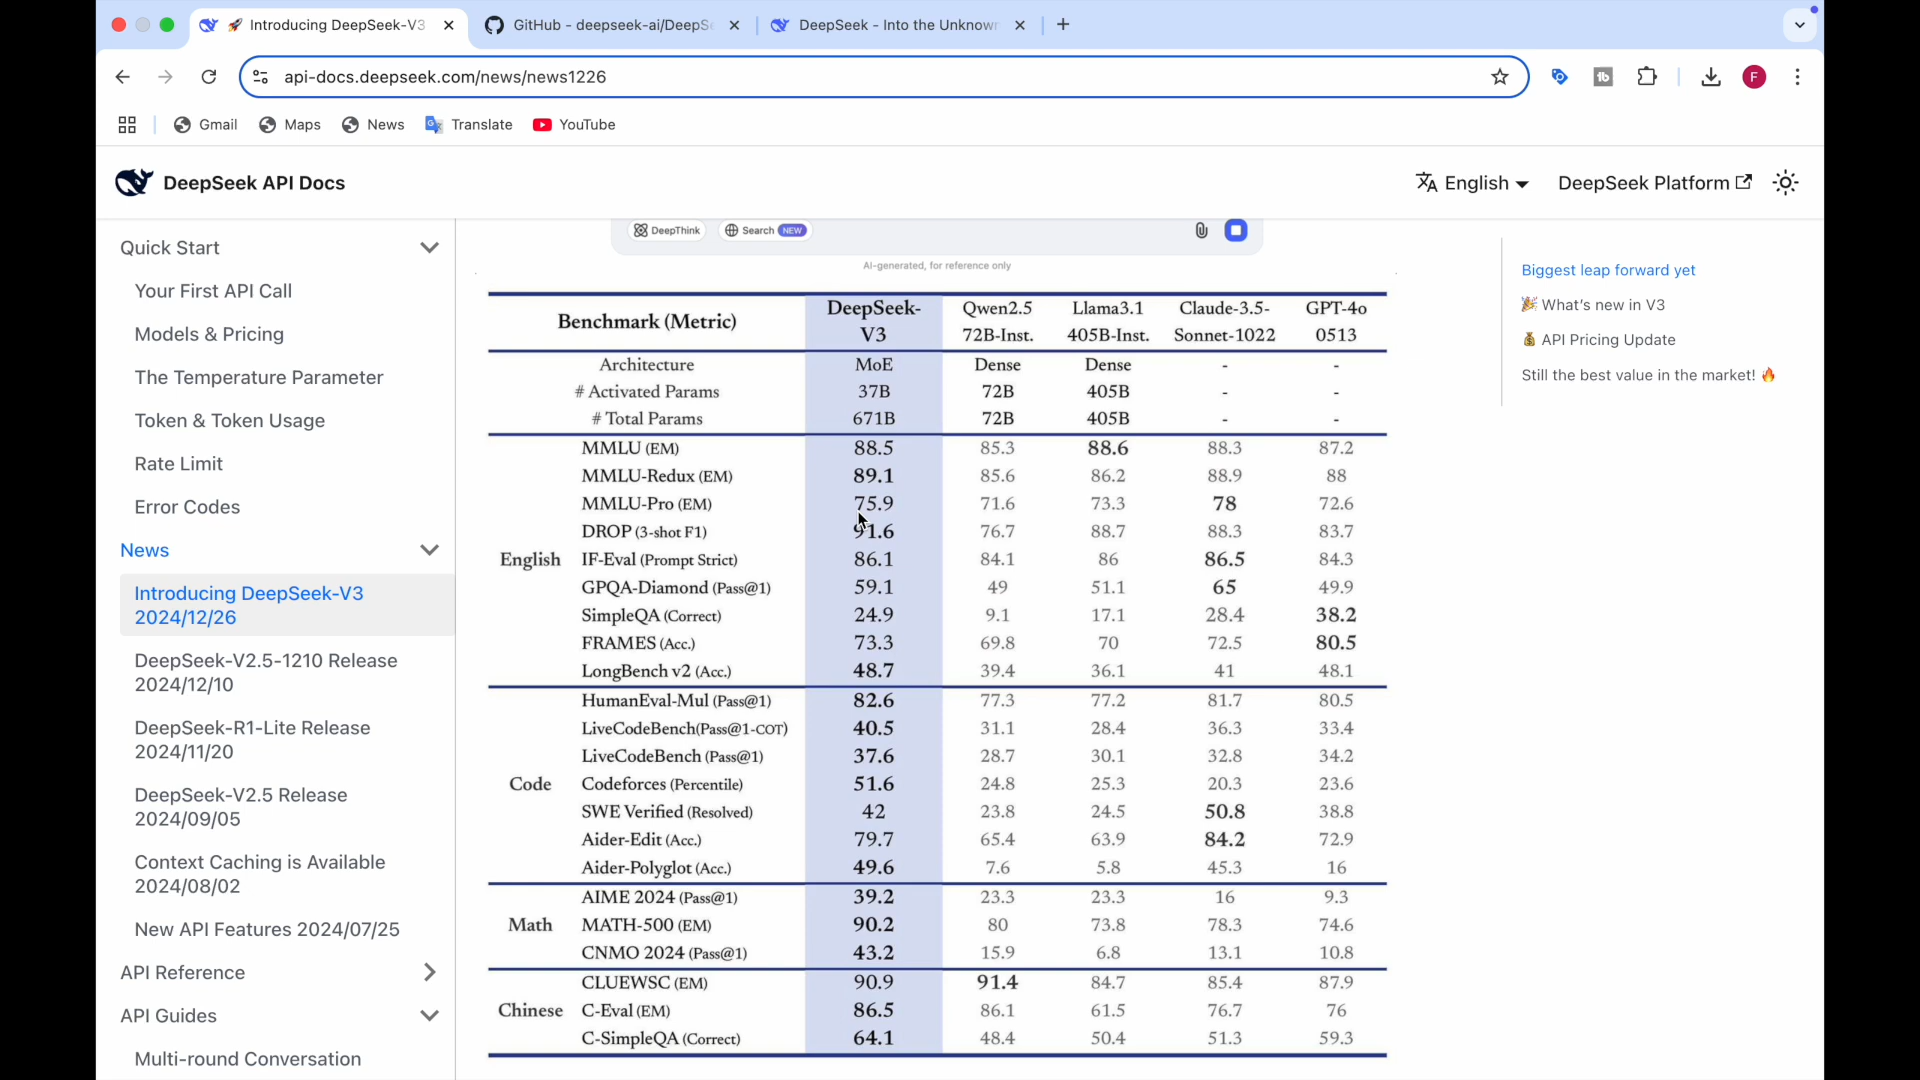 Introducing DeepSeek-V3
GitHub - deepseek-ai/DeepS
DeepSeek - Into the Unknown
api-docs.deepseek.com/news/news1226
F
Gmail
Maps
News
Translate
YouTube
DeepSeek API Docs
English
DeepSeek Platform
Quick Start
Your First API Call
Models & Pricing
The Temperature Parameter
Token & Token Usage
Rate Limit
Error Codes
News
Introducing DeepSeek-V3
2024/12/26
DeepSeek-V2.5-1210 Release
2024/12/10
DeepSeek-R1-Lite Release
2024/11/20
DeepSeek-V2.5 Release
2024/09/05
Context Caching is Available
2024/08/02
New API Features 2024/07/25
API Reference
API Guides
Multi-round Conversation
DeepThink
Search NEW
AI-generated, for reference only
Benchmark (Metric) DeepSeek-V3 Qwen2.5 72B-Inst. Llama3.1 405B-Inst. Claude-3.5-Sonnet-1022 GPT-4o 0513
Architecture MoE Dense Dense - -
# Activated Params 37B 72B 405B - -
# Total Params 671B 72B 405B - -
English
MMLU (EM) 88.5 85.3 88.6 88.3 87.2
MMLU-Redux (EM) 89.1 85.6 86.2 88.9 88
MMLU-Pro (EM) 75.9 71.6 73.3 78 72.6
DROP (3-shot F1) 91.6 76.7 88.7 88.3 83.7
IF-Eval (Prompt Strict) 86.1 84.1 86 86.5 84.3
GPQA-Diamond (Pass@1) 59.1 49 51.1 65 49.9
SimpleQA (Correct) 24.9 9.1 17.1 28.4 38.2
FRAMES (Acc.) 73.3 69.8 70 72.5 80.5
LongBench v2 (Acc.) 48.7 39.4 36.1 41 48.1
Code
HumanEval-Mul (Pass@1) 82.6 77.3 77.2 81.7 80.5
LiveCodeBench(Pass@1-COT) 40.5 31.1 28.4 36.3 33.4
LiveCodeBench (Pass@1) 37.6 28.7 30.1 32.8 34.2
Codeforces (Percentile) 51.6 24.8 25.3 20.3 23.6
SWE Verified (Resolved) 42 23.8 24.5 50.8 38.8
Aider-Edit (Acc.) 79.7 65.4 63.9 84.2 72.9
Aider-Polyglot (Acc.) 49.6 7.6 5.8 45.3 16
Math
AIME 2024 (Pass@1) 39.2 23.3 23.3 16 9.3
MATH-500 (EM) 90.2 80 73.8 78.3 74.6
CNMO 2024 (Pass@1) 43.2 15.9 6.8 13.1 10.8
Chinese
CLUEWSC (EM) 90.9 91.4 84.7 85.4 87.9
C-Eval (EM) 86.5 86.1 61.5 76.7 76
C-SimpleQA (Correct) 64.1 48.4 50.4 51.3 59.3
Biggest leap forward yet
🎉 What's new in V3
💰 API Pricing Update
Still the best value in the market! 🔥